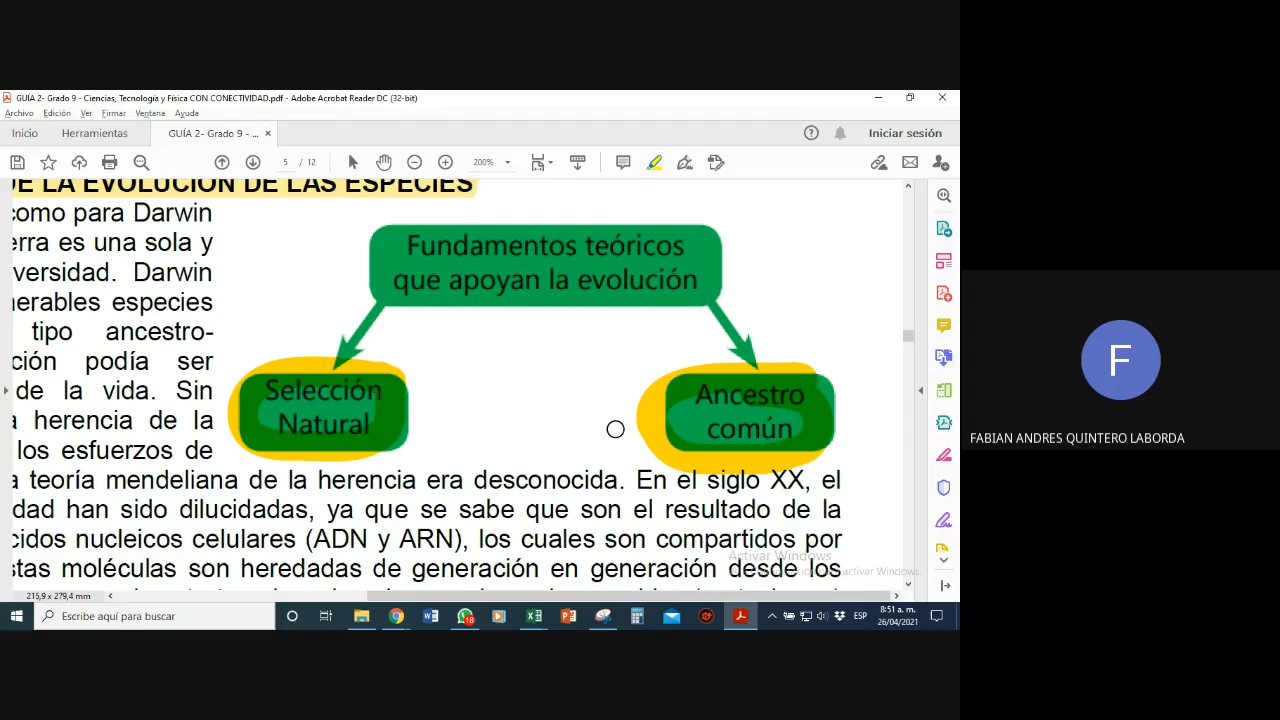 GUÍA 2- Grado 9 - Ciencias, Tecnología y Física CON CONECTIVIDAD.pdf - Adobe Acrobat Reader DC (32-bit)
Archivo Edición Ver Firmar Ventana Ayuda
Inicio Herramientas GUÍA 2- Grado 9 - ... × Iniciar sesión
5 / 12 200%
DE LA EVOLUCIÓN DE LAS ESPECIES
como para Darwin
erra es una sola y
versidad. Darwin
nerables especies
tipo ancestro-
ción podía ser
de la vida. Sin
a herencia de la
los esfuerzos de
Fundamentos teóricos
que apoyan la evolución
Selección
Natural
Ancestro
común
a teoría mendeliana de la herencia era desconocida. En el siglo XX, el
dad han sido dilucidadas, ya que se sabe que son el resultado de la
cidos nucleicos celulares (ADN y ARN), los cuales son compartidos por
stas moléculas son heredadas de generación en generación desde los
Activar Windows
activar Windows.
215,9 x 279,4 mm
Escribe aquí para buscar
18
ESP
8:51 a. m.
26/04/2021
F
FABIAN ANDRES QUINTERO LABORDA